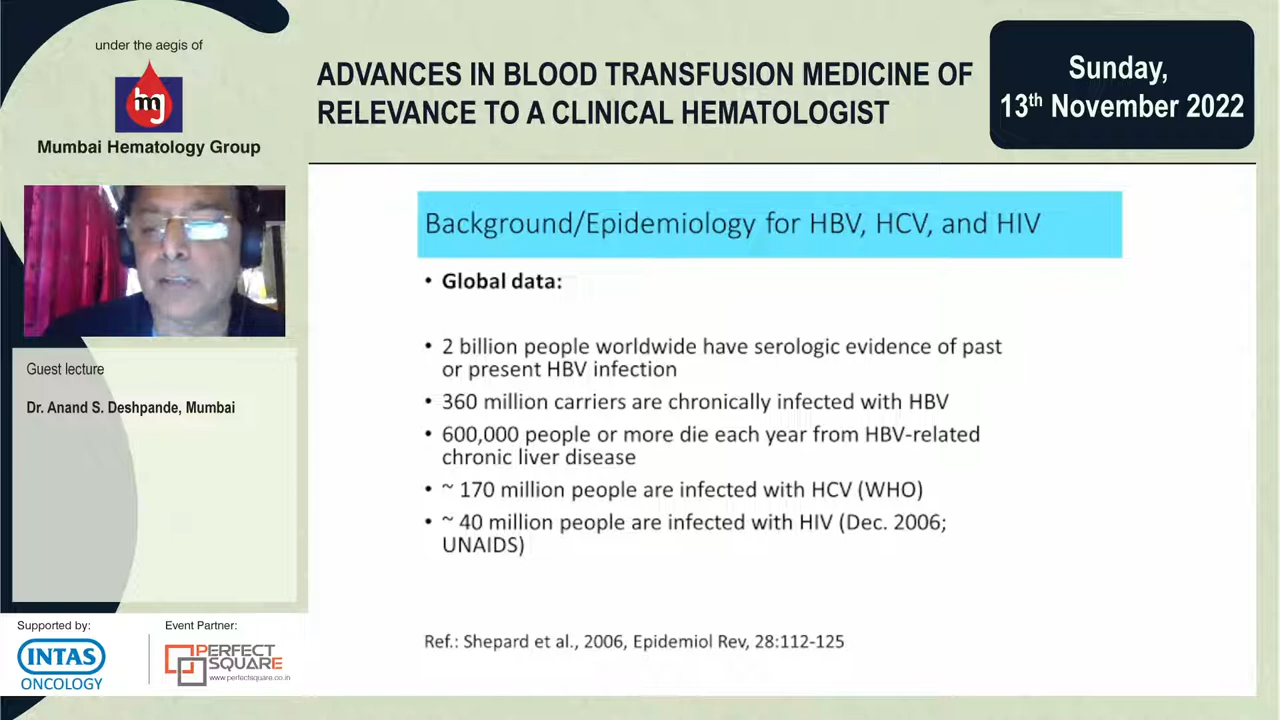 under the aegis of
mg
Mumbai Hematology Group
ADVANCES IN BLOOD TRANSFUSION MEDICINE OF
RELEVANCE TO A CLINICAL HEMATOLOGIST
Sunday,
13th November 2022
Guest lecture
Dr. Anand S. Deshpande, Mumbai
Background/Epidemiology for HBV, HCV, and HIV
• Global data:
• 2 billion people worldwide have serologic evidence of past
or present HBV infection
• 360 million carriers are chronically infected with HBV
• 600,000 people or more die each year from HBV-related
chronic liver disease
• ~ 170 million people are infected with HCV (WHO)
• ~ 40 million people are infected with HIV (Dec. 2006;
UNAIDS)
Ref.: Shepard et al., 2006, Epidemiol Rev, 28:112-125
Supported by:
INTAS
ONCOLOGY
Event Partner:
PERFECT
SQUARE
www.perfectsquare.co.in